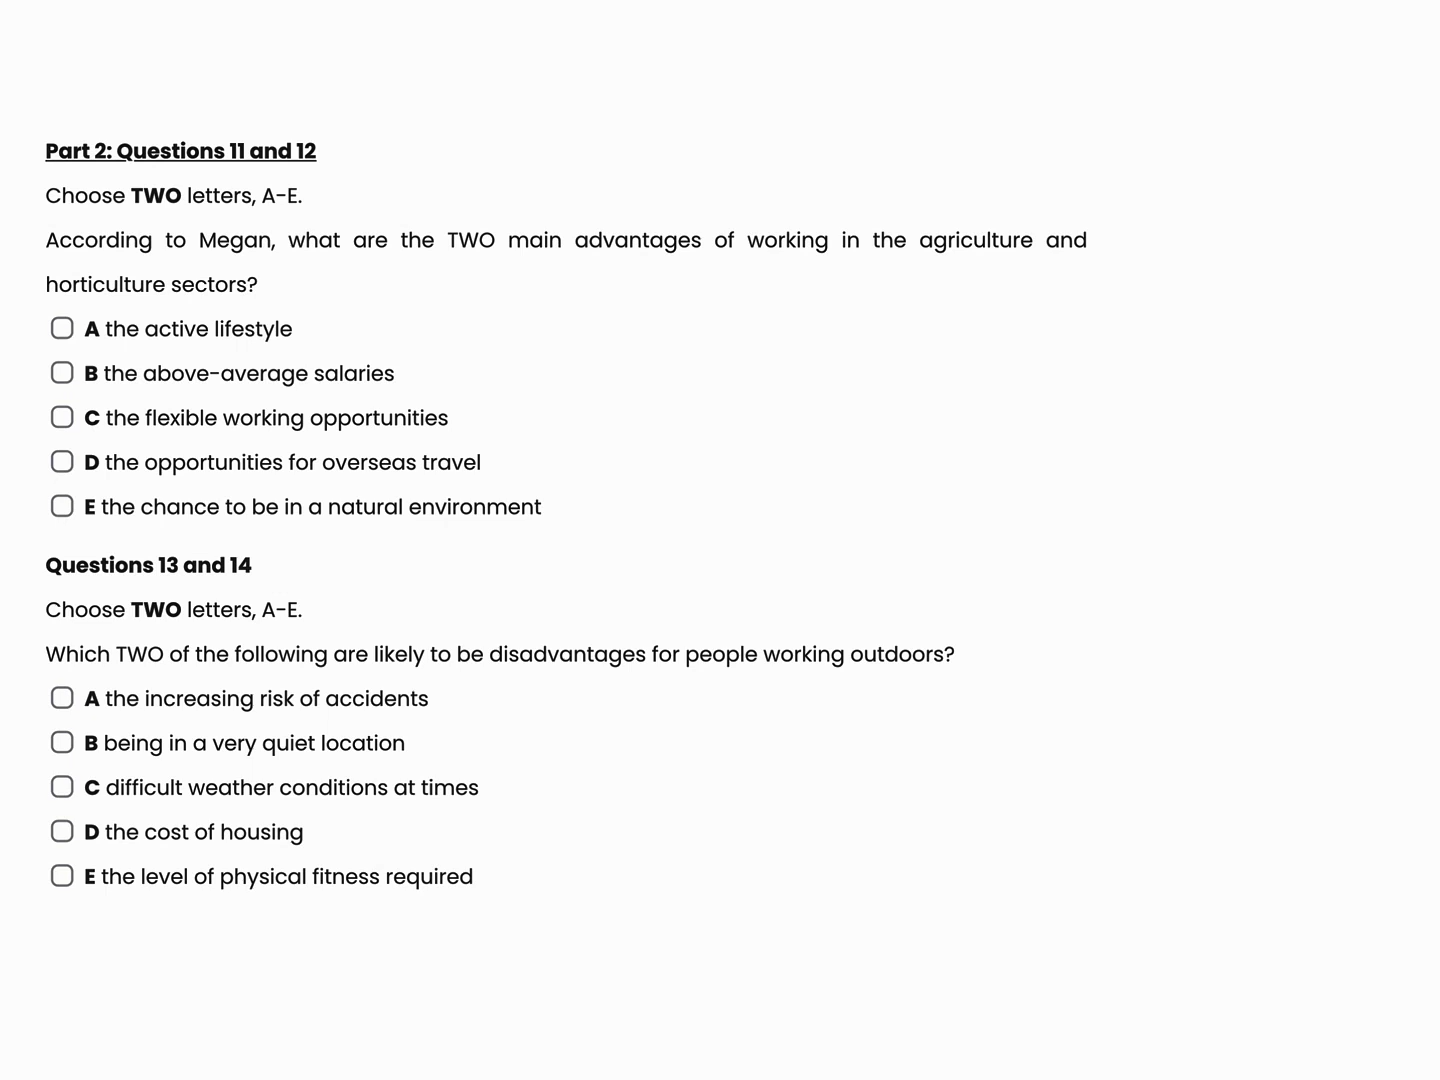 Part 2: Questions 11 and 12
Choose TWO letters, A-E.
According to Megan, what are the TWO main advantages of working in the agriculture and
horticulture sectors?
A the active lifestyle
B the above-average salaries
C the flexible working opportunities
D the opportunities for overseas travel
E the chance to be in a natural environment
Questions 13 and 14
Choose TWO letters, A-E.
Which TWO of the following are likely to be disadvantages for people working outdoors?
A the increasing risk of accidents
B being in a very quiet location
C difficult weather conditions at times
D the cost of housing
E the level of physical fitness required